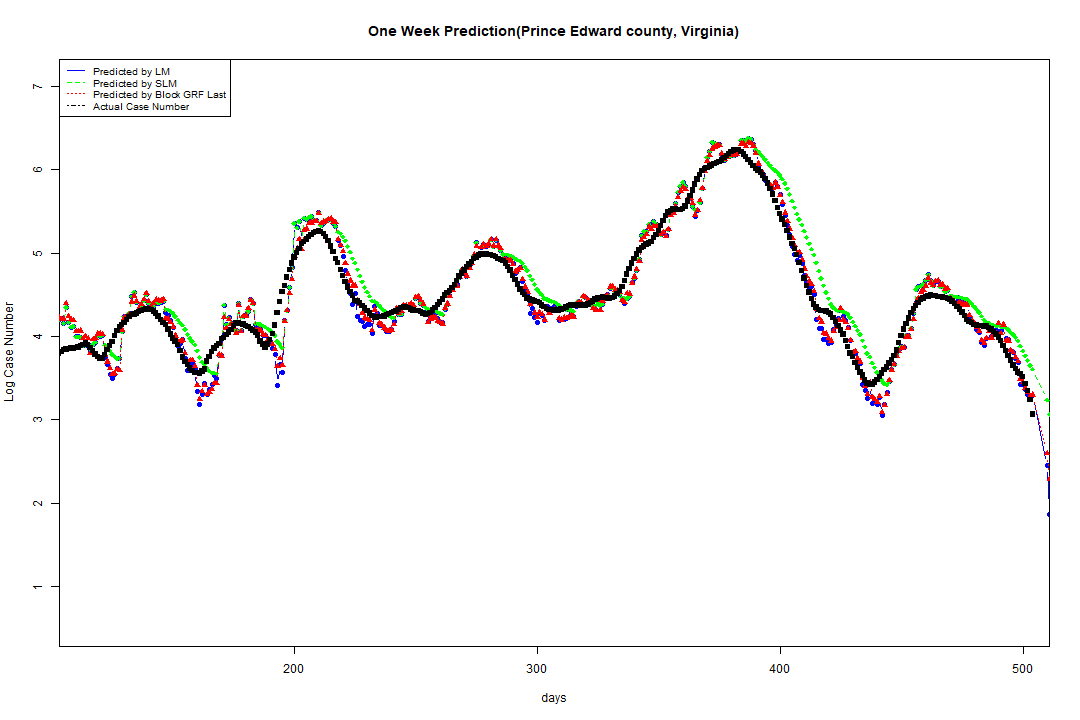 One Week Prediction(Prince Edward county, Virginia)
Predicted by LM
Predicted by SLM
Predicted by Block GRF Last
Actual Case Number
7
6
5
4
3
2
1
Log Case Number
200
300
400
500
days